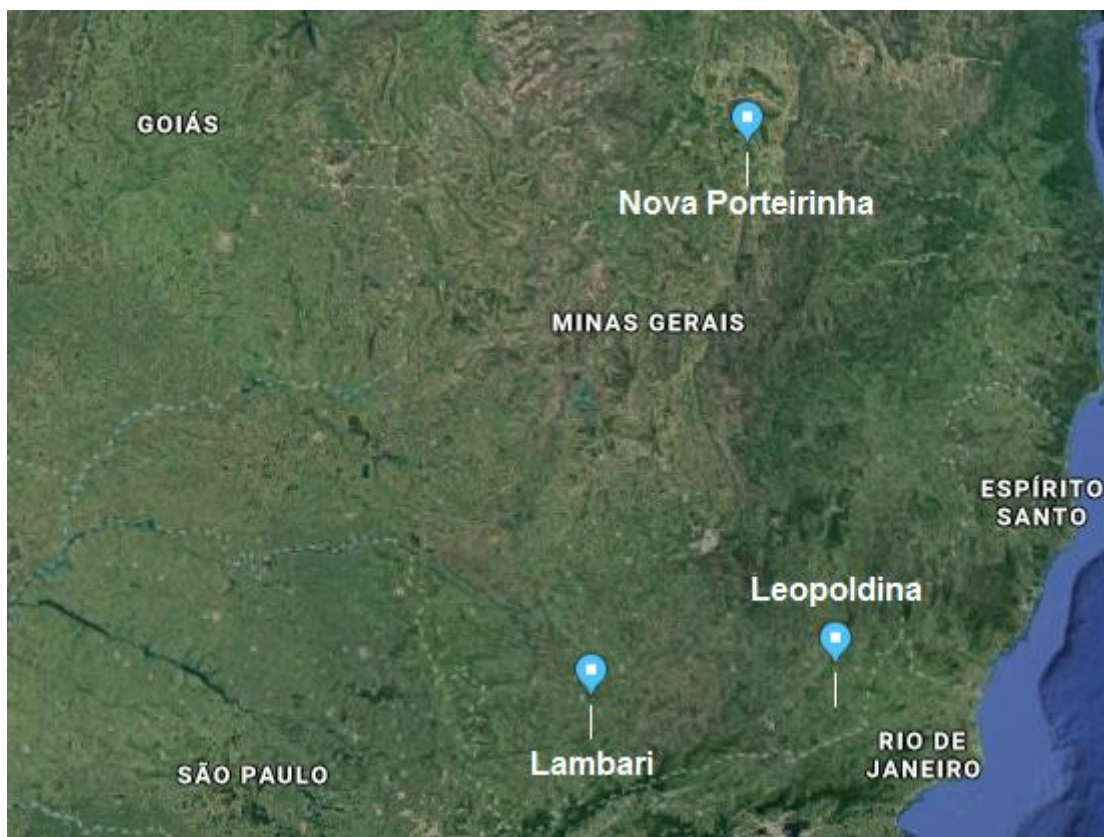 GOIÁS
Nova Porteirinha
MINAS GERAIS
ESPÍRITO
SANTO
Leopoldina
Lambari
RIO DE
JANEIRO
SÃO PAULO